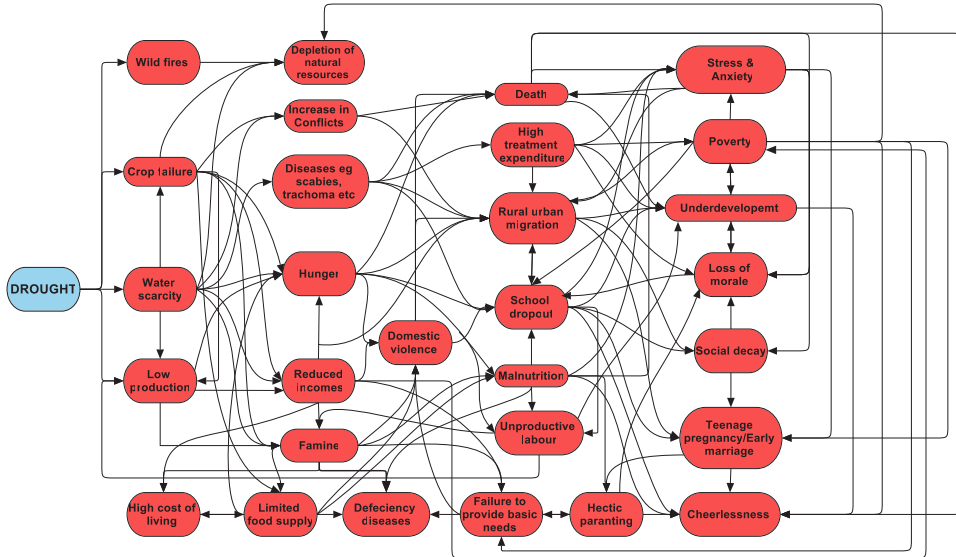 DROUGHT
Wild fires
Crop failure
Water
scarcity
Low
production
High cost of
living
Depletion of
natural
resources
Increase in
Conflicts
Diseases eg
scabies,
trachoma etc
Hunger
Reduced
incomes
Famine
Limited
food supply
Domestic
violence
Defeciency
diseases
Death
High
treatment
expenditure
Rural urban
migration
School
dropout
Malnutrition
Unproductive
labour
Failure to
provide basic
needs
Hectic
paranting
Stress &
Anxiety
Poverty
Underdevelopemt
Loss of
morale
Social decay
Teenage
pregnancy/Early
marriage
Cheerlessness